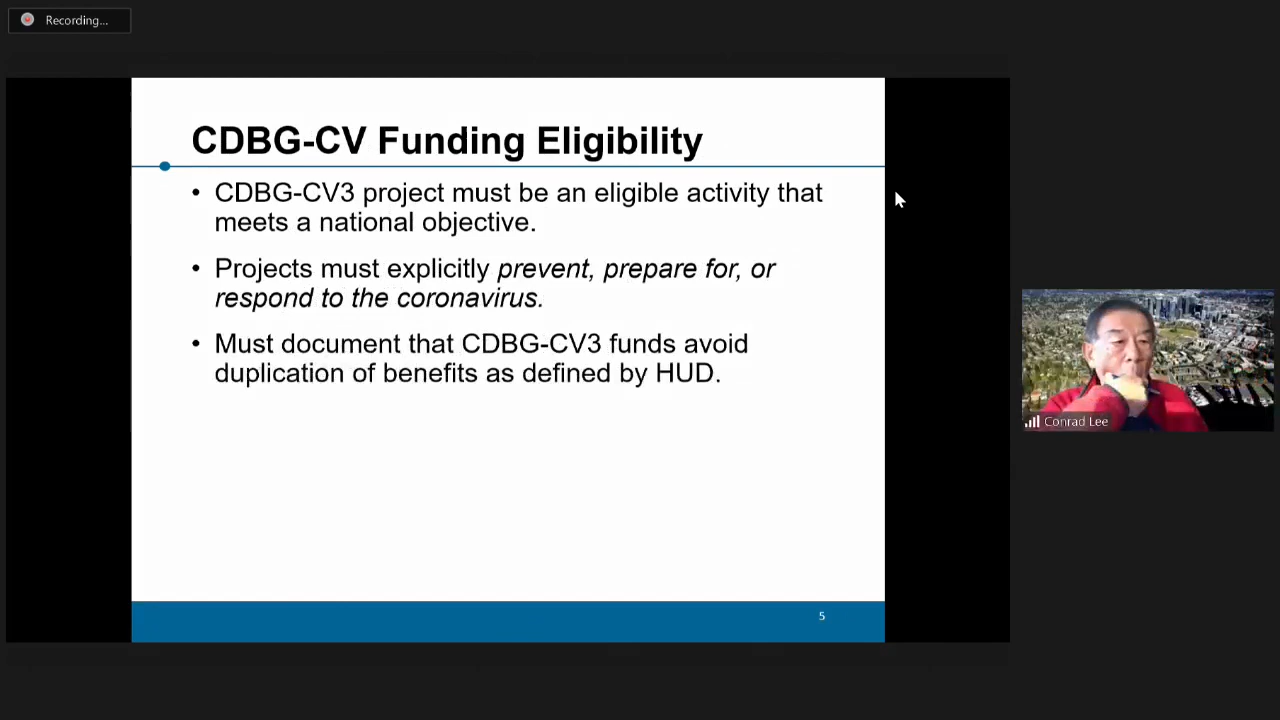 Recording...
CDBG-CV Funding Eligibility
• CDBG-CV3 project must be an eligible activity that
meets a national objective.
• Projects must explicitly prevent, prepare for, or
respond to the coronavirus.
• Must document that CDBG-CV3 funds avoid
duplication of benefits as defined by HUD.
Conrad Lee
5